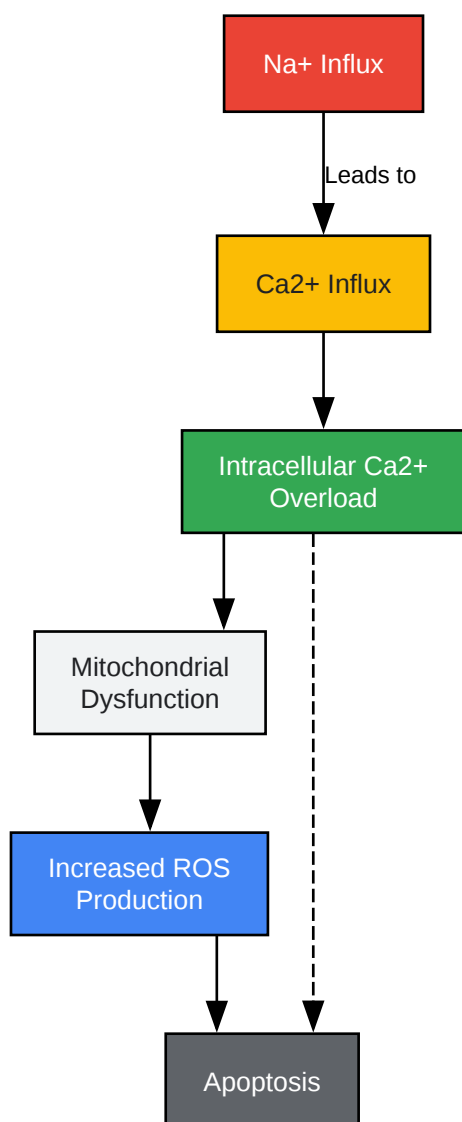 Na+ Influx
Leads to
Ca2+ Influx
Intracellular Ca2+
Overload
Mitochondrial
Dysfunction
Increased ROS
Production
Apoptosis